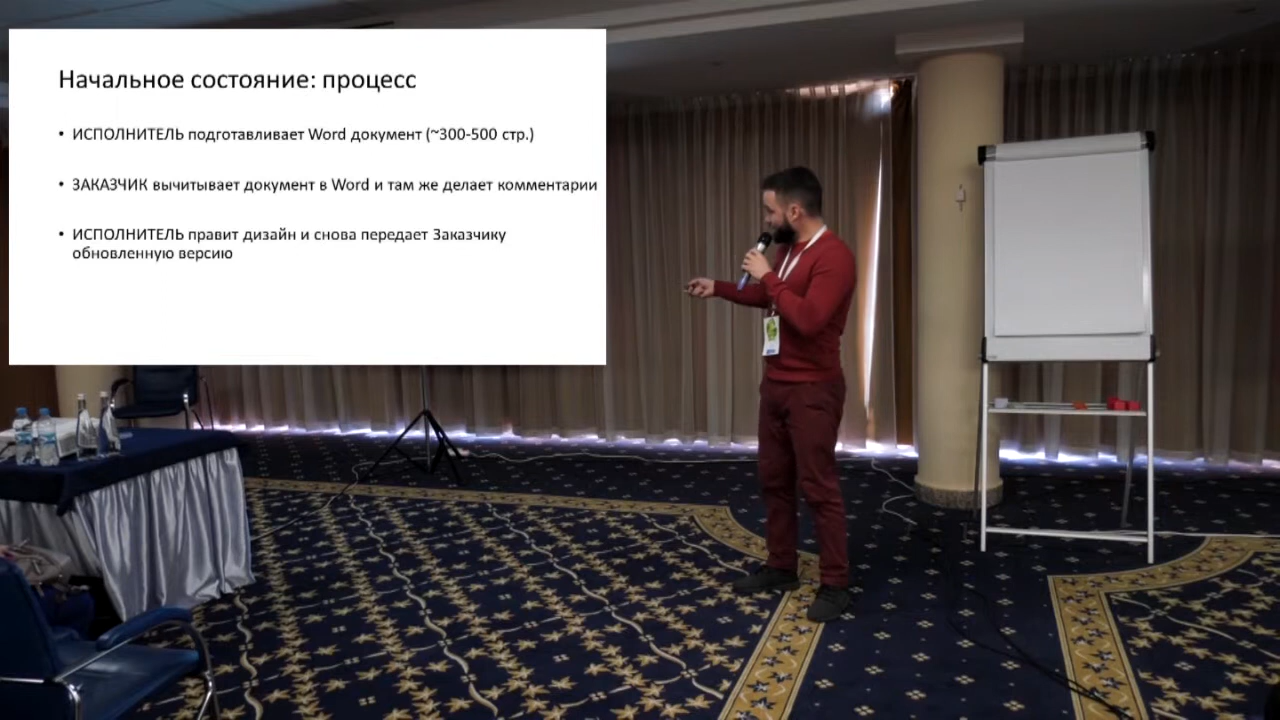 Начальное состояние: процесс
• ИСПОЛНИТЕЛЬ подготавливает Word документ (~300-500 стр.)
• ЗАКАЗЧИК вычитывает документ в Word и там же делает комментарии
• ИСПОЛНИТЕЛЬ правит дизайн и снова передает Заказчику
обновленную версию